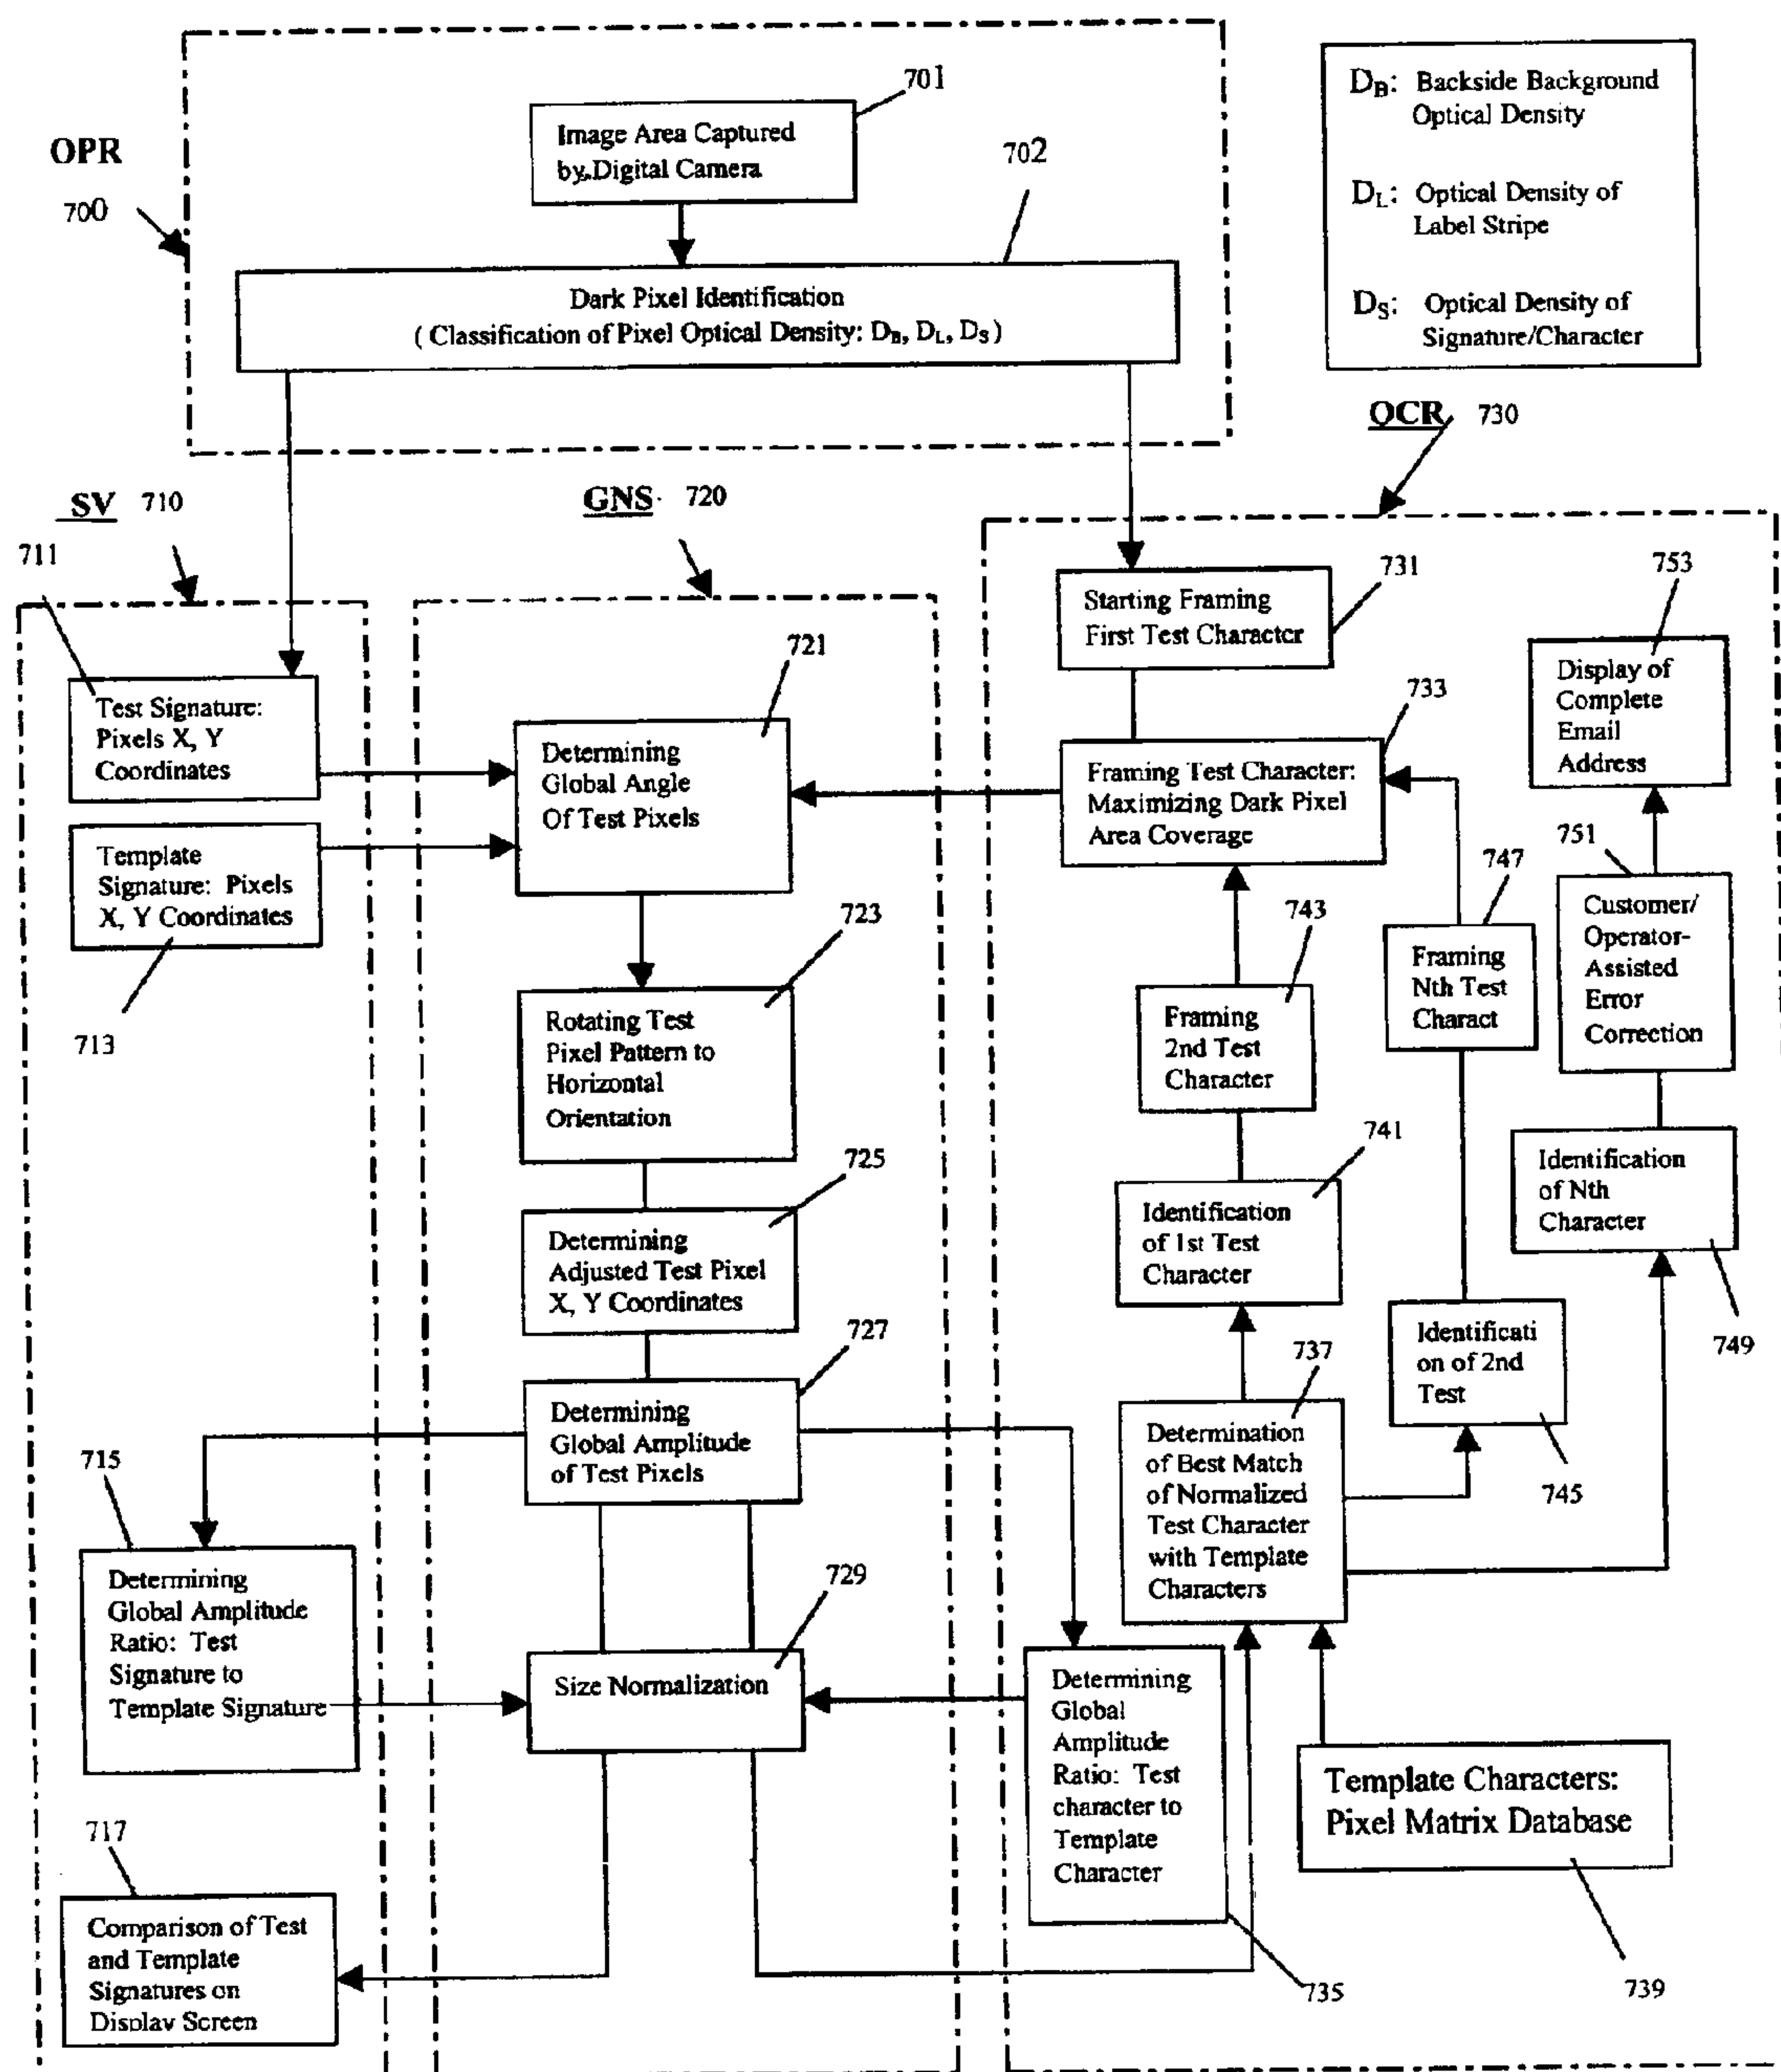 701
Image Area Captured
by Digital Camera
702
OPR
700
Dark Pixel Identification
( Classification of Pixel Optical Density: DB, DL, DS )
DB: Backside Background
Optical Density
DL: Optical Density of
Label Stripe
DS: Optical Density of
Signature/Character
SV 710
GNS 720
OCR 730
711
Test Signature:
Pixels X, Y
Coordinates
Template
Signature: Pixels
X, Y Coordinates
713
721
Determining
Global Angle
Of Test Pixels
723
Rotating Test
Pixel Pattern to
Horizontal
Orientation
725
Determining
Adjusted Test Pixel
X, Y Coordinates
727
Determining
Global Amplitude
of Test Pixels
715
Determining
Global Amplitude
Ratio: Test
Signature to
Template Signature
729
Size Normalization
717
Comparison of Test
and Template
Signatures on
Display Screen
731
Starting Framing
First Test Character
733
Framing Test Character:
Maximizing Dark Pixel
Area Coverage
743
Framing
2nd Test
Character
741
Identification
of 1st Test
Character
737
Determination
of Best Match
of Normalized
Test Character
with Template
Characters
747
Framing
Nth Test
Charact
Identificati
on of 2nd
Test
745
753
Display of
Complete
Email
Address
751
Customer/
Operator-
Assisted
Error
Correction
Identification
of Nth
Character
749
Determining
Global
Amplitude
Ratio: Test
character to
Template
Character
735
Template Characters:
Pixel Matrix Database
739